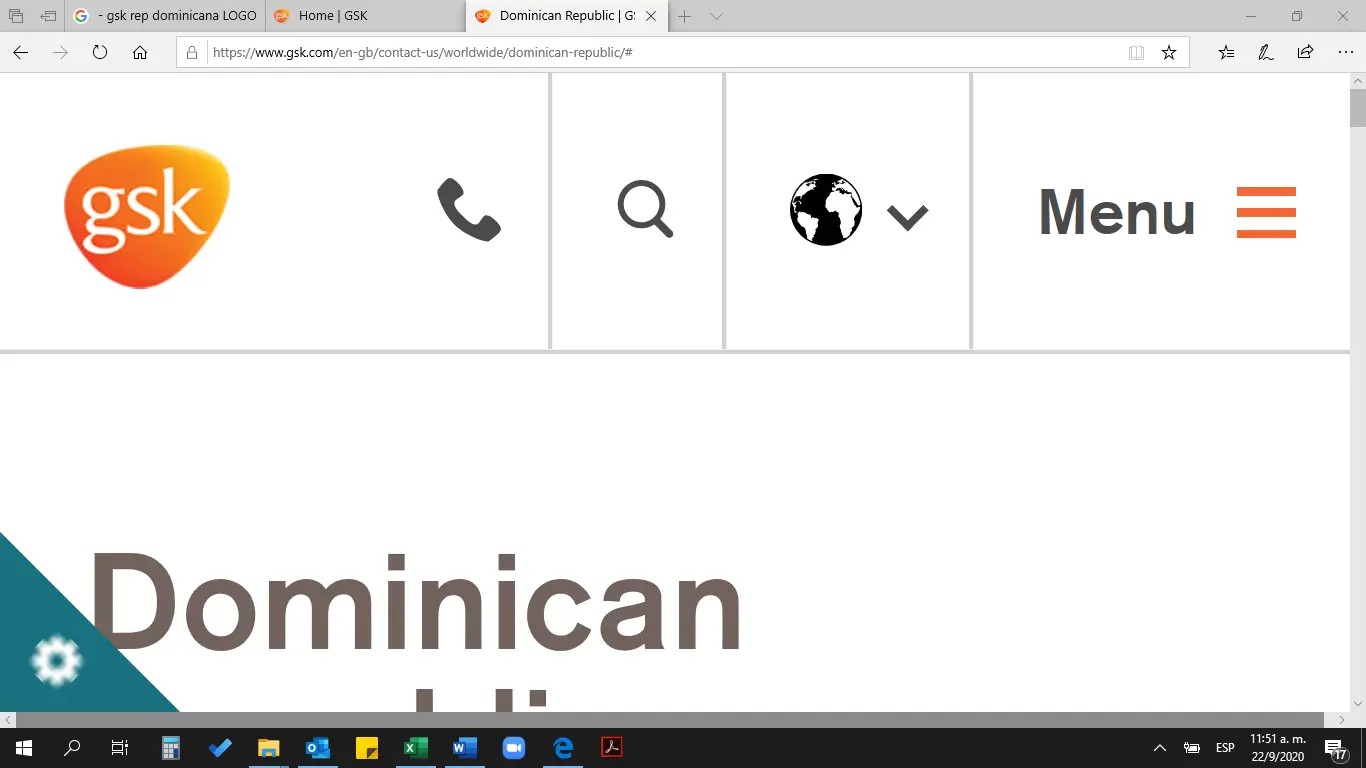 - gsk rep dominicana LOGO
Home | GSK
Dominican Republic | G
https://www.gsk.com/en-gb/contact-us/worldwide/dominican-republic/#
gsk
Menu
Dominican
ESP
11:51 a. m.
22/9/2020
17